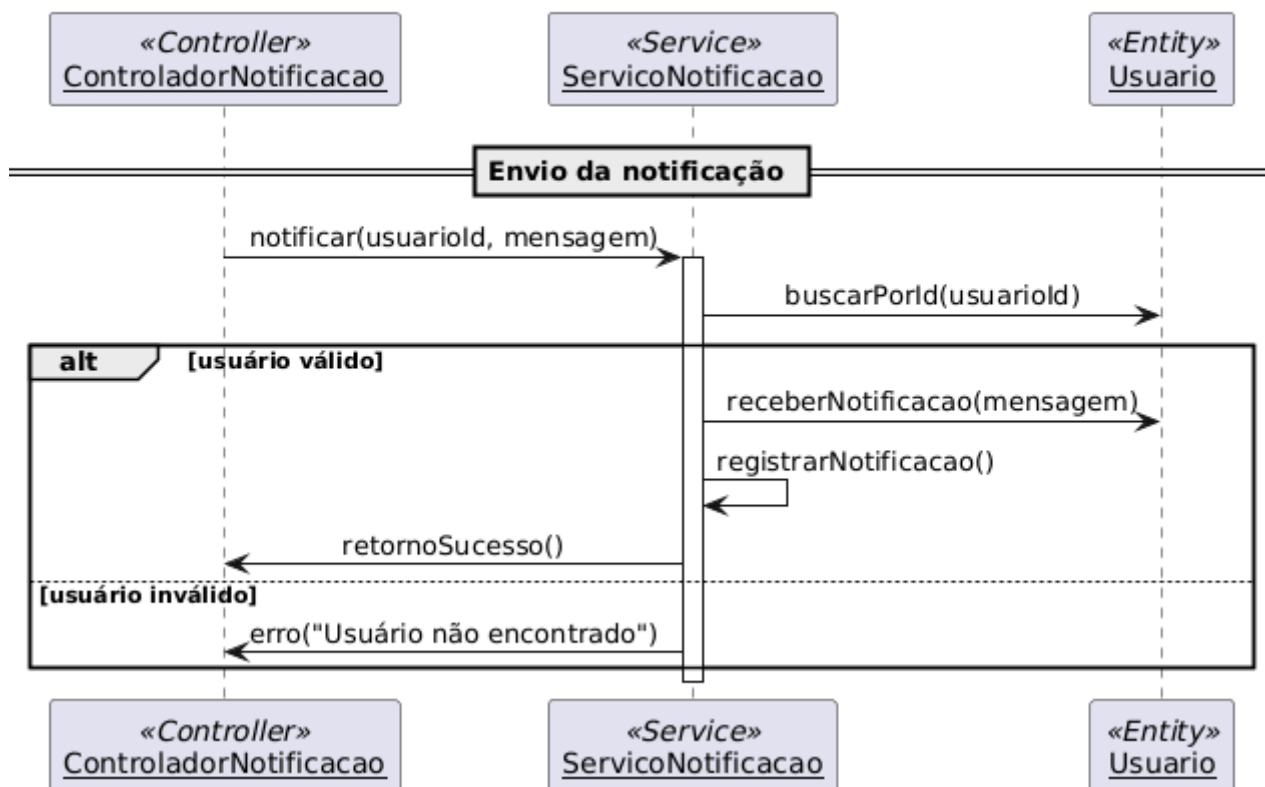 «Controller»
ControladorNotificacao
«Service»
ServicoNotificacao
«Entity»
Usuario
Envio da notificação
notificar(usuarioId, mensagem)
buscarPorId(usuarioId)
alt
[usuário válido]
receberNotificacao(mensagem)
registrarNotificacao()
retornoSucesso()
[usuário inválido]
erro("Usuário não encontrado")
«Controller»
ControladorNotificacao
«Service»
ServicoNotificacao
«Entity»
Usuario